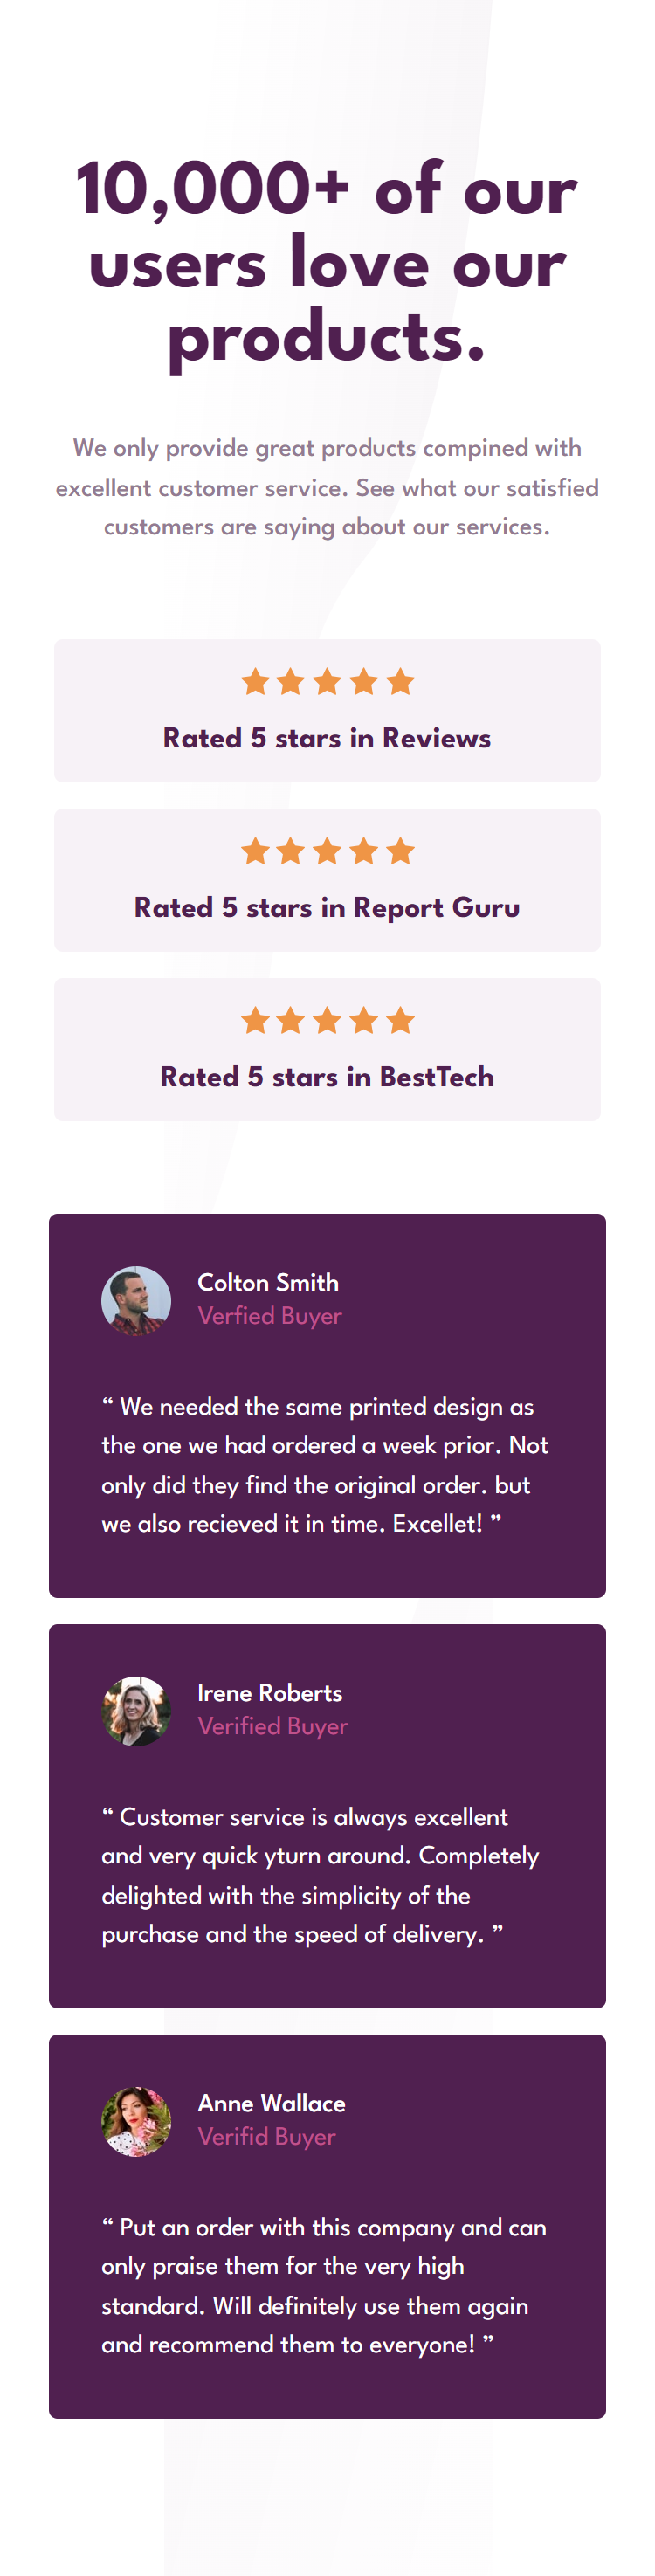 10,000+ of our
users love our
products.
We only provide great products compined with
excellent customer service. See what our satisfied
customers are saying about our services.
Rated 5 stars in Reviews
Rated 5 stars in Report Guru
Rated 5 stars in BestTech
Colton Smith
Verfied Buyer
“ We needed the same printed design as
the one we had ordered a week prior. Not
only did they find the original order. but
we also recieved it in time. Excellet! ”
Irene Roberts
Verified Buyer
“ Customer service is always excellent
and very quick yturn around. Completely
delighted with the simplicity of the
purchase and the speed of delivery. ”
Anne Wallace
Verifid Buyer
“ Put an order with this company and can
only praise them for the very high
standard. Will definitely use them again
and recommend them to everyone! ”